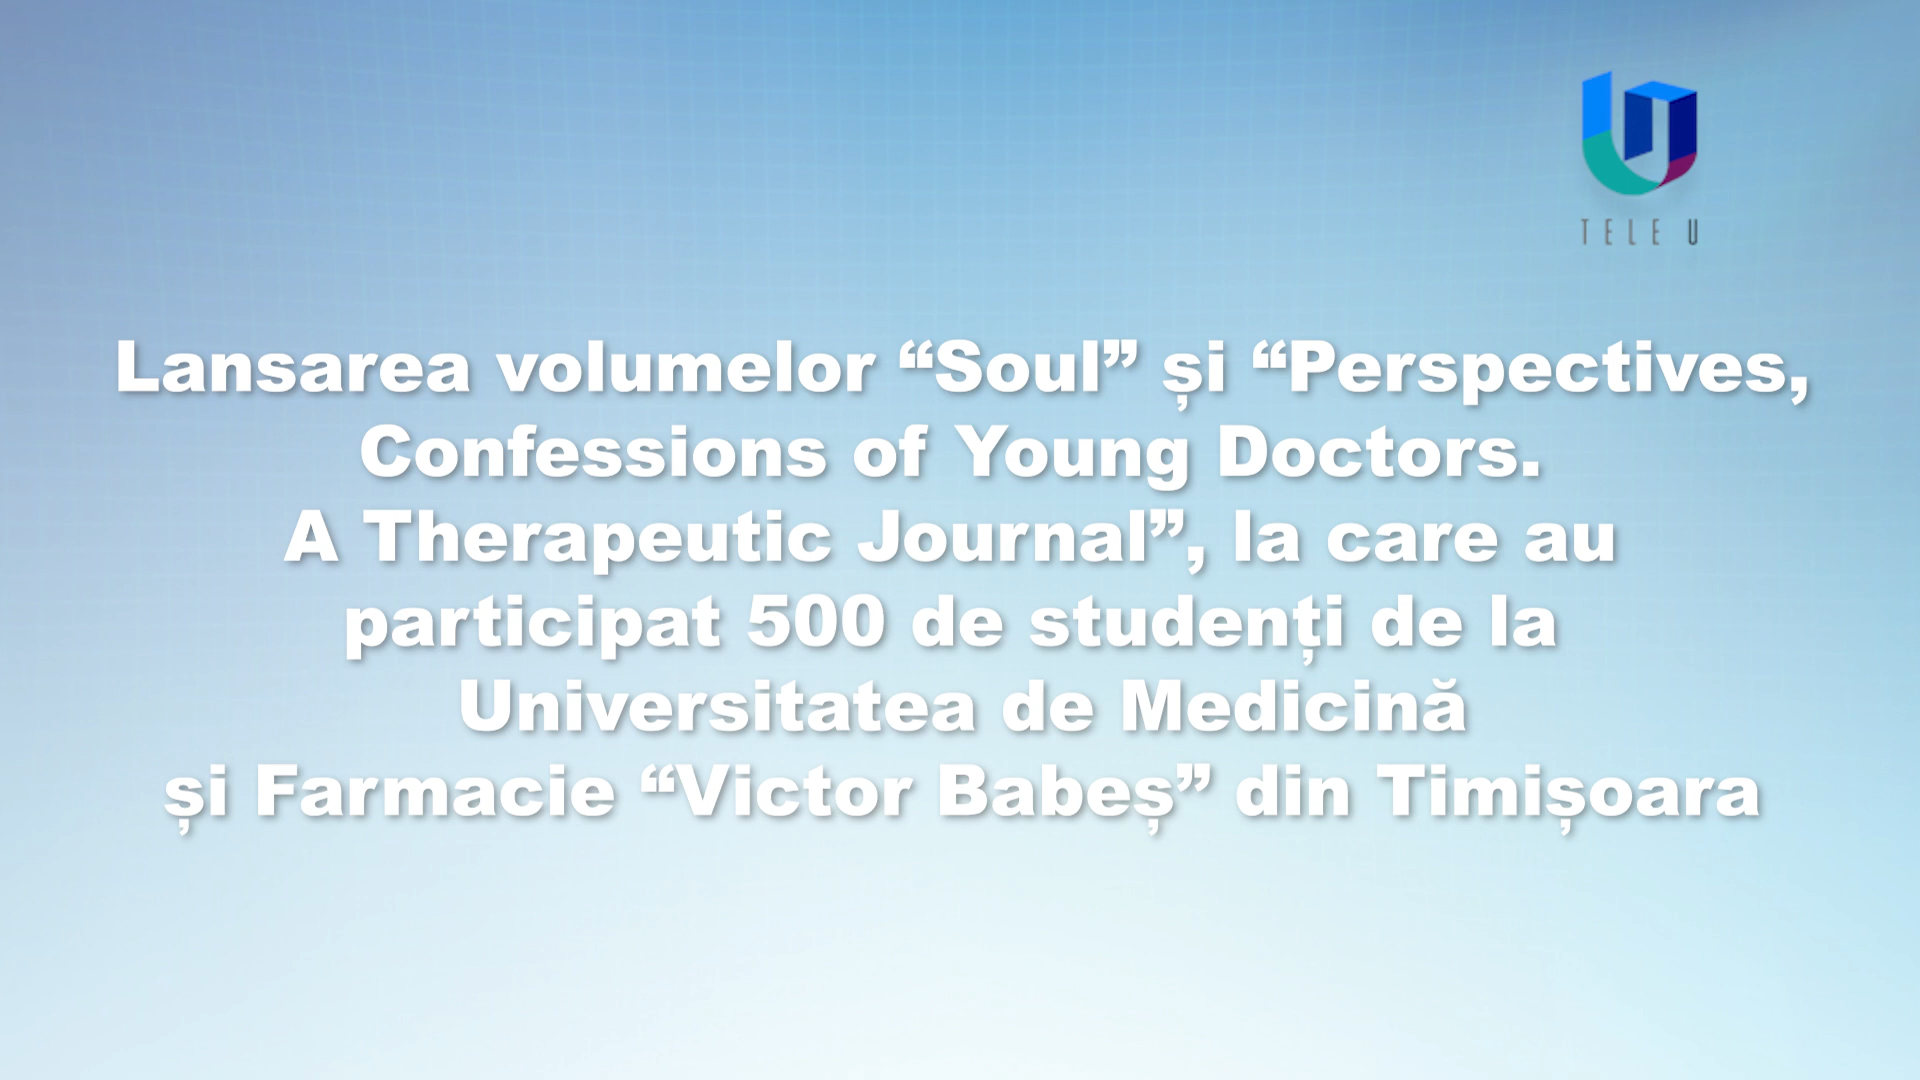 TELE U
Lansarea volumelor “Soul” și “Perspectives,
Confessions of Young Doctors.
A Therapeutic Journal”, la care au
participat 500 de studenți de la
Universitatea de Medicină
și Farmacie “Victor Babeș” din Timișoara